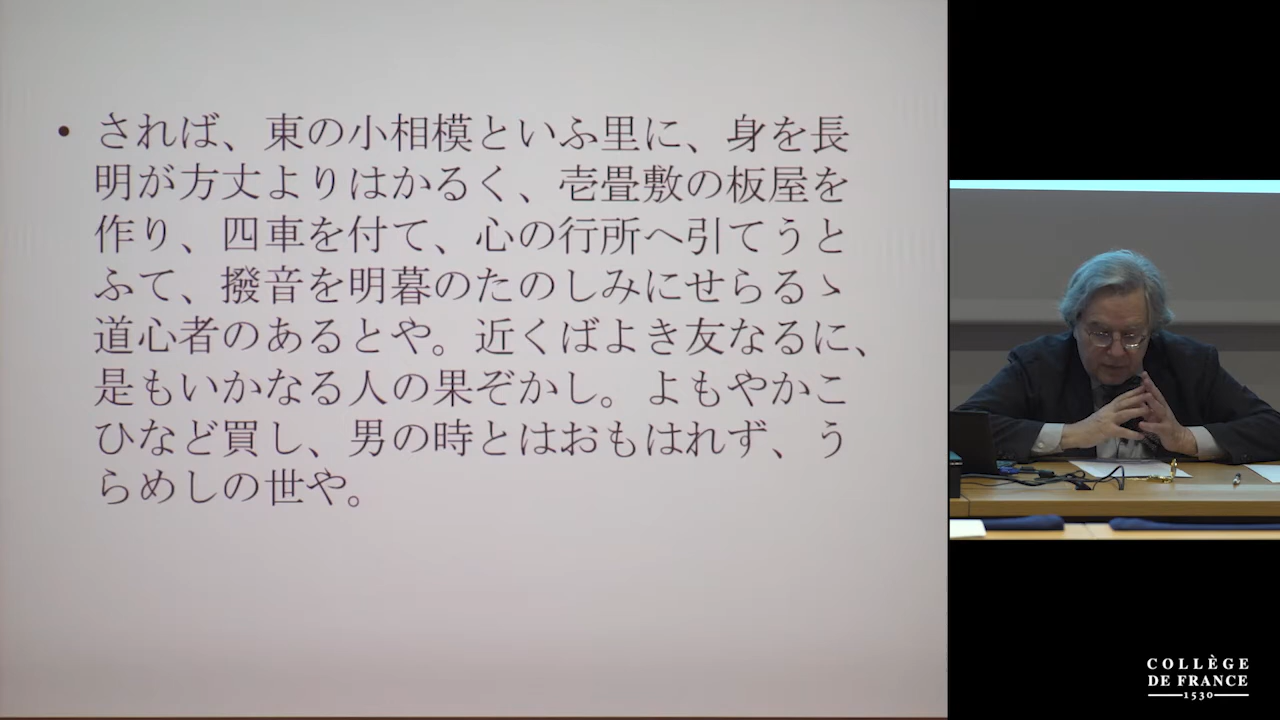 • されば、東の小相模といふ里に、身を長
明が方丈よりはかるく、壱畳敷の板屋を
作り、四車を付て、心の行所へ引てうと
ふて、撥音を明暮のたのしみにせらるゝ
道心者のあるとや。近くばよき友なるに、
是もいかなる人の果ぞかし。よもやかこ
ひなど買し、男の時とはおもはれず、う
らめしの世や。
COLLÈGE
DE FRANCE
1530